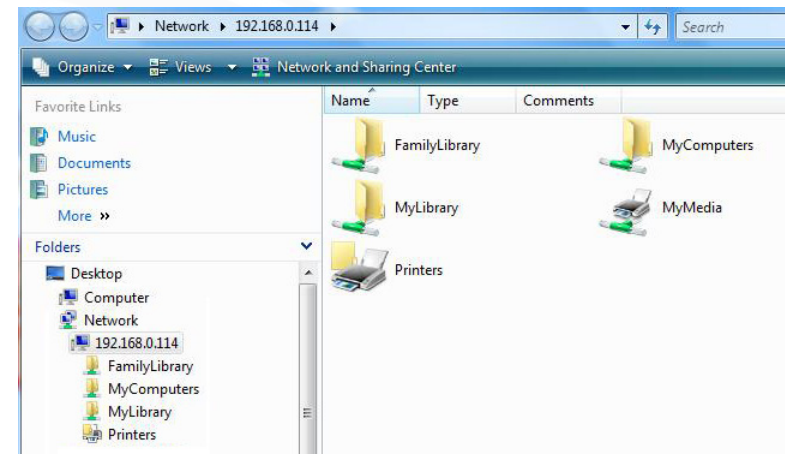 Network ▸ 192.168.0.114 ▸
Search
Organize Views Network and Sharing Center
Favorite Links
Music
Documents
Pictures
More »
Folders
Desktop
Computer
Network
192.168.0.114
FamilyLibrary
MyComputers
MyLibrary
Printers
Name Type Comments
FamilyLibrary MyComputers
MyLibrary MyMedia
Printers